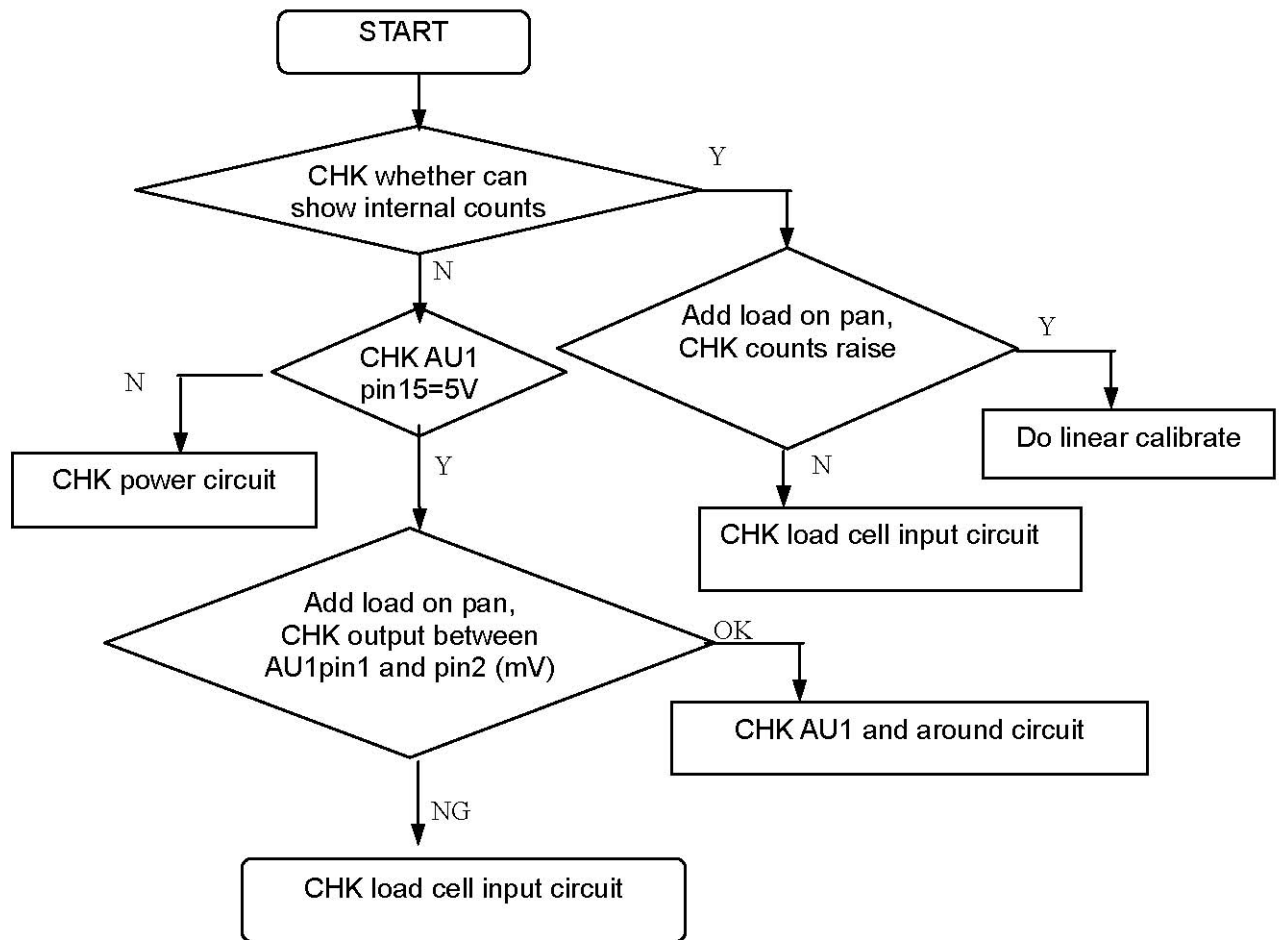 START
CHK whether can
show internal counts
Y
N
Add load on pan,
CHK counts raise
Y
CHK AU1
pin15=5V
N
Do linear calibrate
Y
N
CHK power circuit
CHK load cell input circuit
Add load on pan,
CHK output between
AU1pin1 and pin2 (mV)
OK
CHK AU1 and around circuit
NG
CHK load cell input circuit